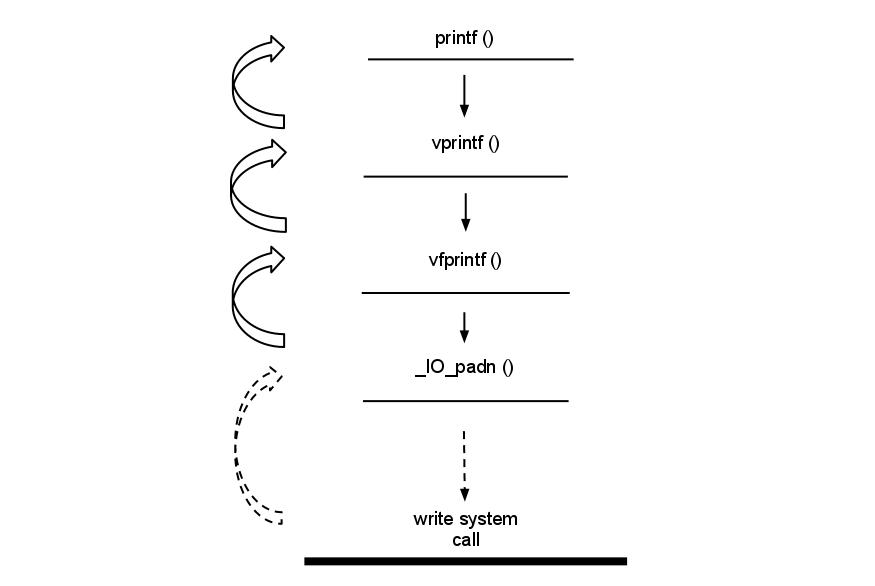 printf ()
vprintf ()
vfprintf ()
_IO_padn ()
write system
call